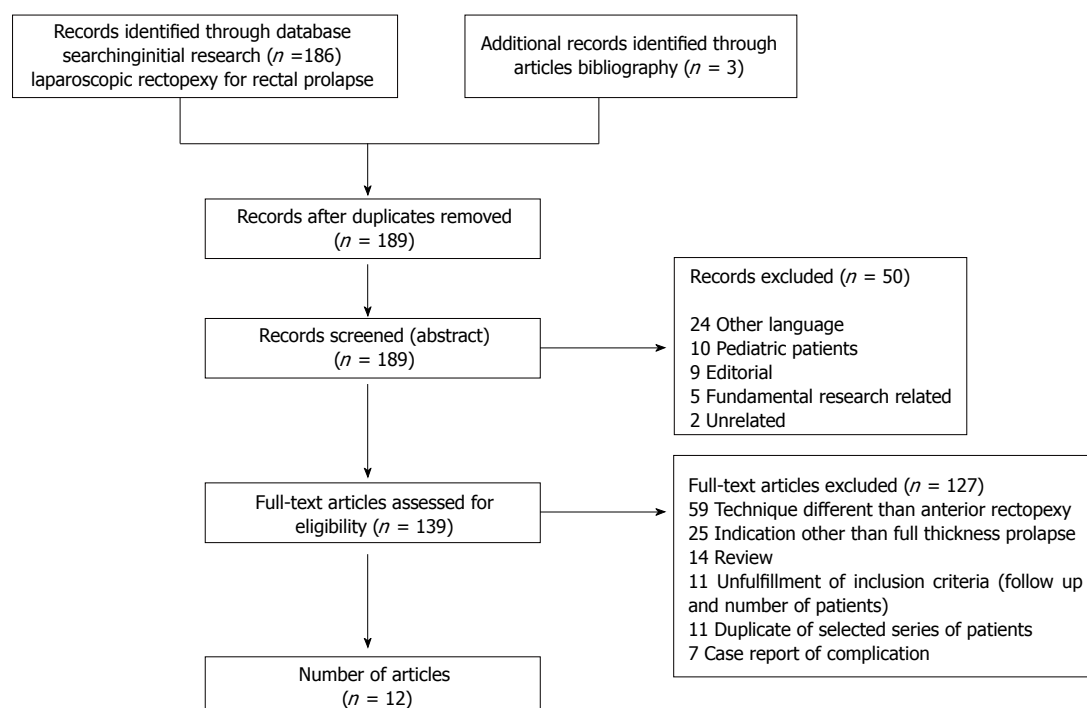 Records identified through database
searchinginitial research (n =186)
laparoscopic rectopexy for rectal prolapse
Additional records identified through
articles bibliography (n = 3)
Records after duplicates removed
(n = 189)
Records screened (abstract)
(n = 189)
Records excluded (n = 50)
24 Other language
10 Pediatric patients
9 Editorial
5 Fundamental research related
2 Unrelated
Full-text articles assessed for
eligibility (n = 139)
Full-text articles excluded (n = 127)
59 Technique different than anterior rectopexy
25 Indication other than full thickness prolapse
14 Review
11 Unfulfillment of inclusion criteria (follow up
and number of patients)
11 Duplicate of selected series of patients
7 Case report of complication
Number of articles
(n = 12)